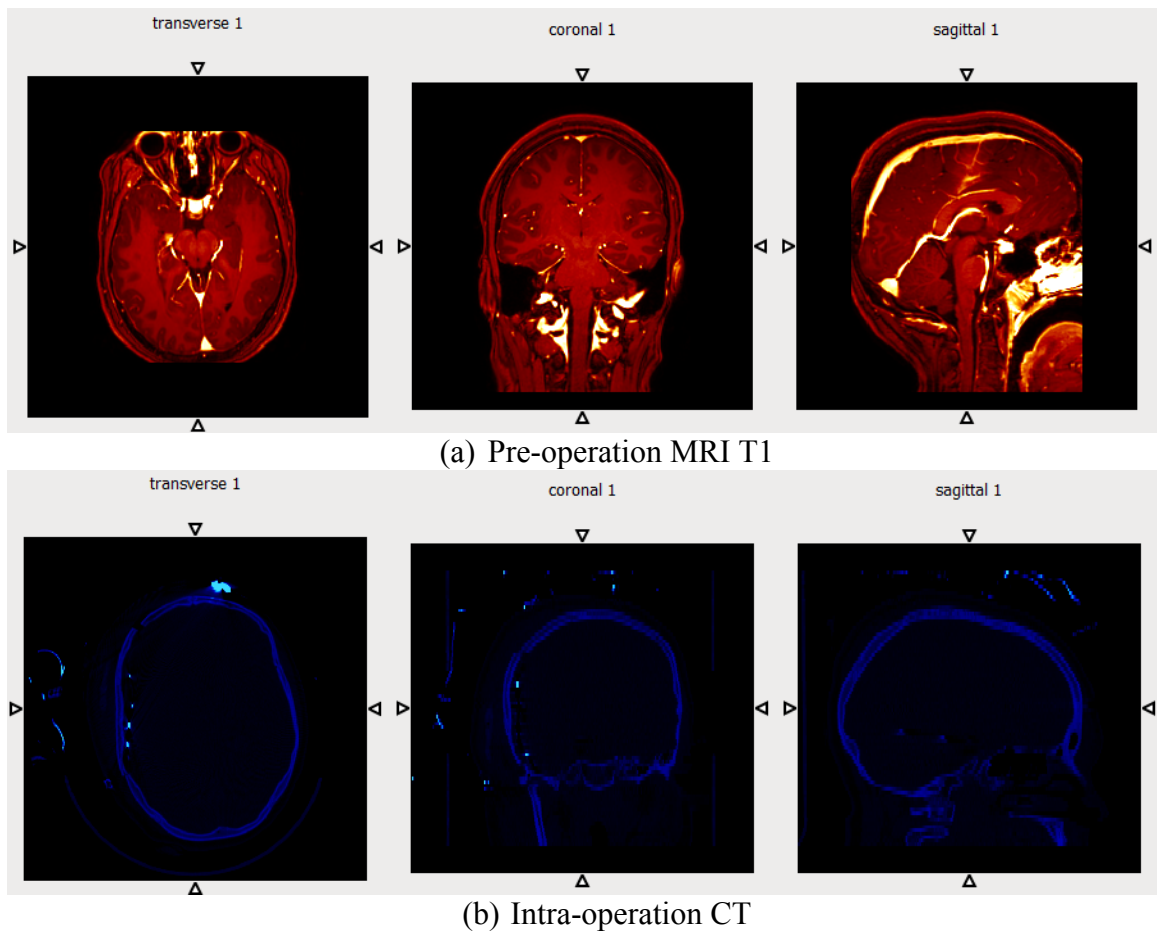 transverse 1
coronal 1
sagittal 1
(a) Pre-operation MRI T1
transverse 1
coronal 1
sagittal 1
(b) Intra-operation CT